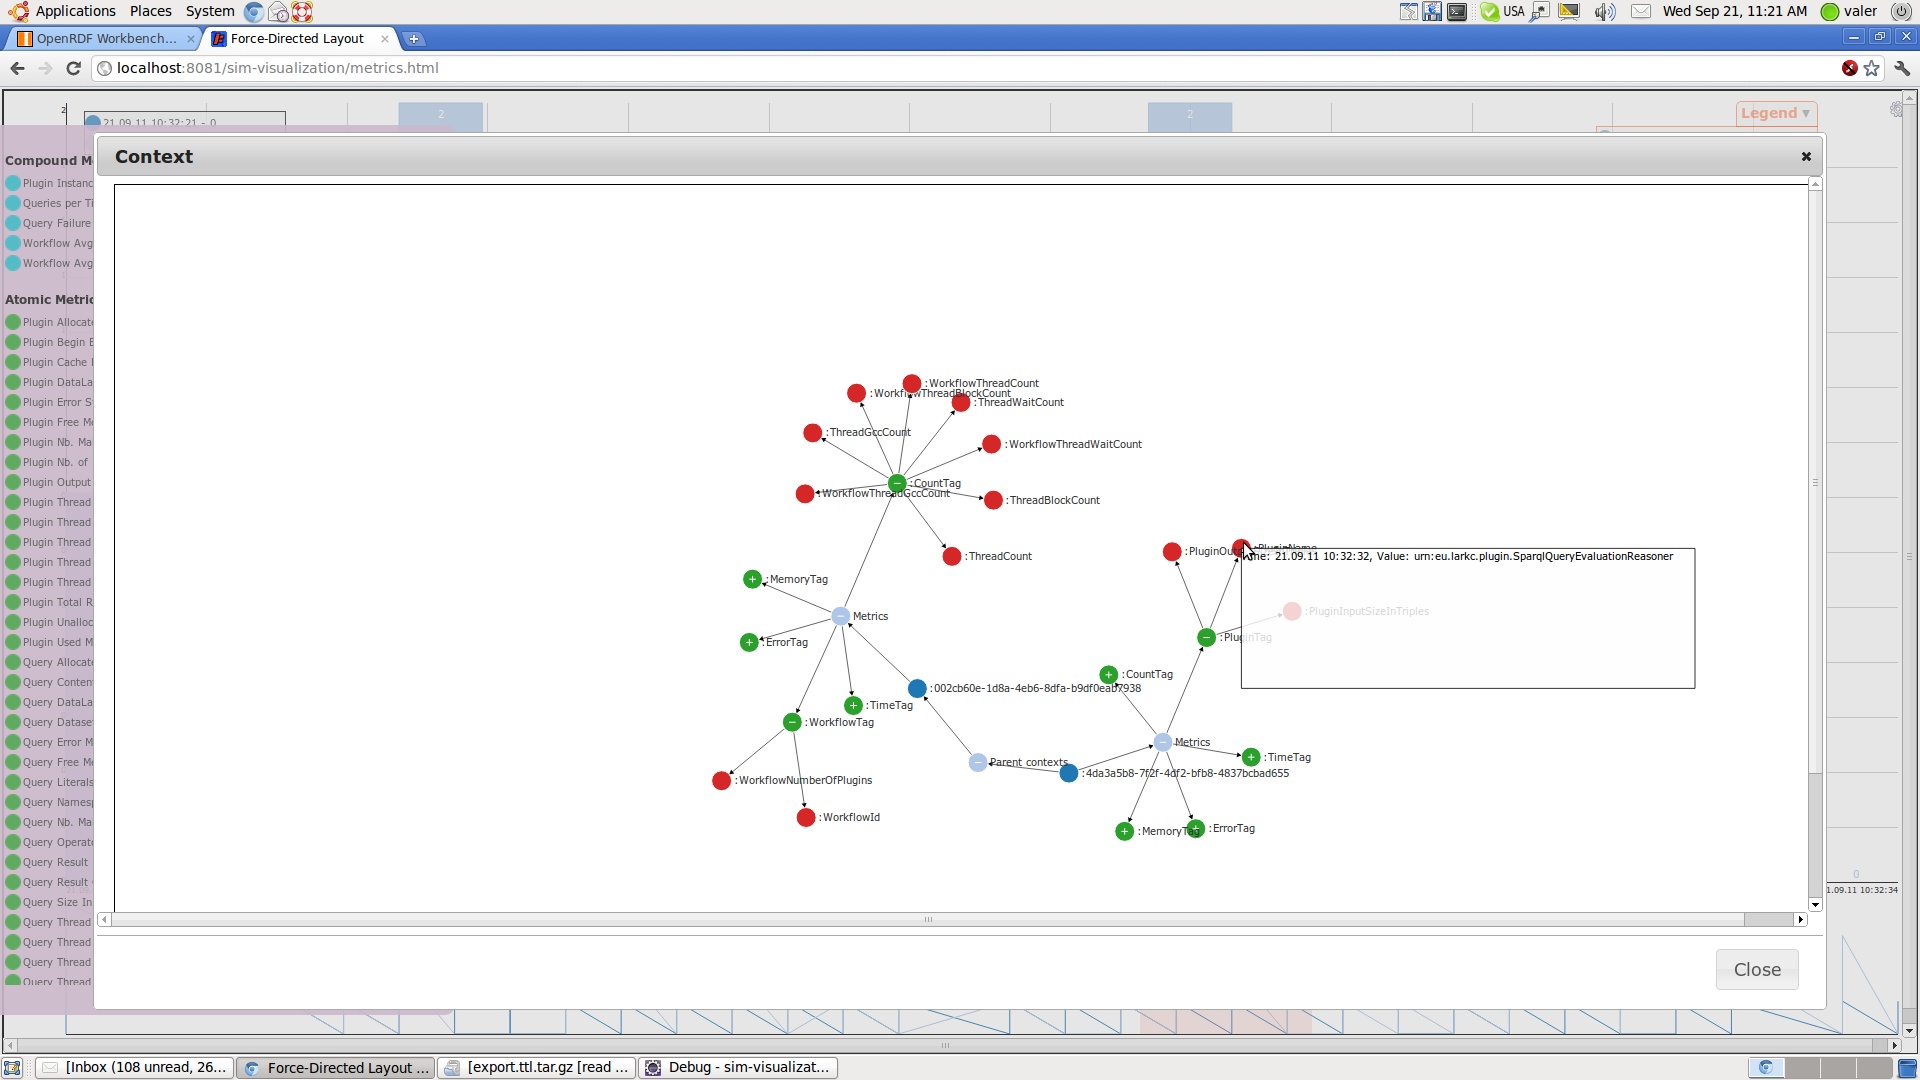 Applications Places System
USA
Wed Sep 21, 11:21 AM
valer
OpenRDF Workbench...
Force-Directed Layout
localhost:8081/sim-visualization/metrics.html
2
21.09.11 10:32:21 - 0
2
2
Legend ▼
Context
Compound M
Plugin Instanc
Queries per Ti
Query Failure
Workflow Avg
Workflow Avg
Atomic Metric
Plugin Allocat
Plugin Begin E
Plugin Cache
Plugin DataLa
Plugin Error S
Plugin Free Me
Plugin Nb. Ma
Plugin Nb. of
Plugin Output
Plugin Thread
Plugin Thread
Plugin Thread
Plugin Thread
Plugin Thread
Plugin Total R
Plugin Unalloc
Plugin Used M
Query Allocat
Query Conten
Query DataLa
Query Datase
Query Error M
Query Free Me
Query Literals
Query Namesp
Query Nb. Ma
Query Operat
Query Result
Query Result
Query Size In
Query Thread
Query Thread
Query Thread
Query Thread
:WorkflowThreadCount
:WorkflowThreadBlockCount
:ThreadWaitCount
:ThreadGccCount
:WorkflowThreadWaitCount
:CountTag
:WorkflowThreadGccCount
:ThreadBlockCount
:ThreadCount
:PluginName
:PluginOut
Time: 21.09.11 10:32:32, Value: urn:eu.larkc.plugin.SparqlQueryEvaluationReasoner
:MemoryTag
:PluginInputSizeInTriples
Metrics
:PluginTag
:ErrorTag
:CountTag
:002cb60e-1d8a-4eb6-8dfa-b9df0eab7938
:TimeTag
:WorkflowTag
Metrics
:TimeTag
Parent contexts
:4da3a5b8-7f2f-4df2-bfb8-4837bcbad655
:WorkflowNumberOfPlugins
:WorkflowId
:MemoryTag
:ErrorTag
0
1.09.11 10:32:34
Close
[Inbox (108 unread, 26...
Force-Directed Layout ...
[export.ttl.tar.gz [read ...
Debug - sim-visualizat...